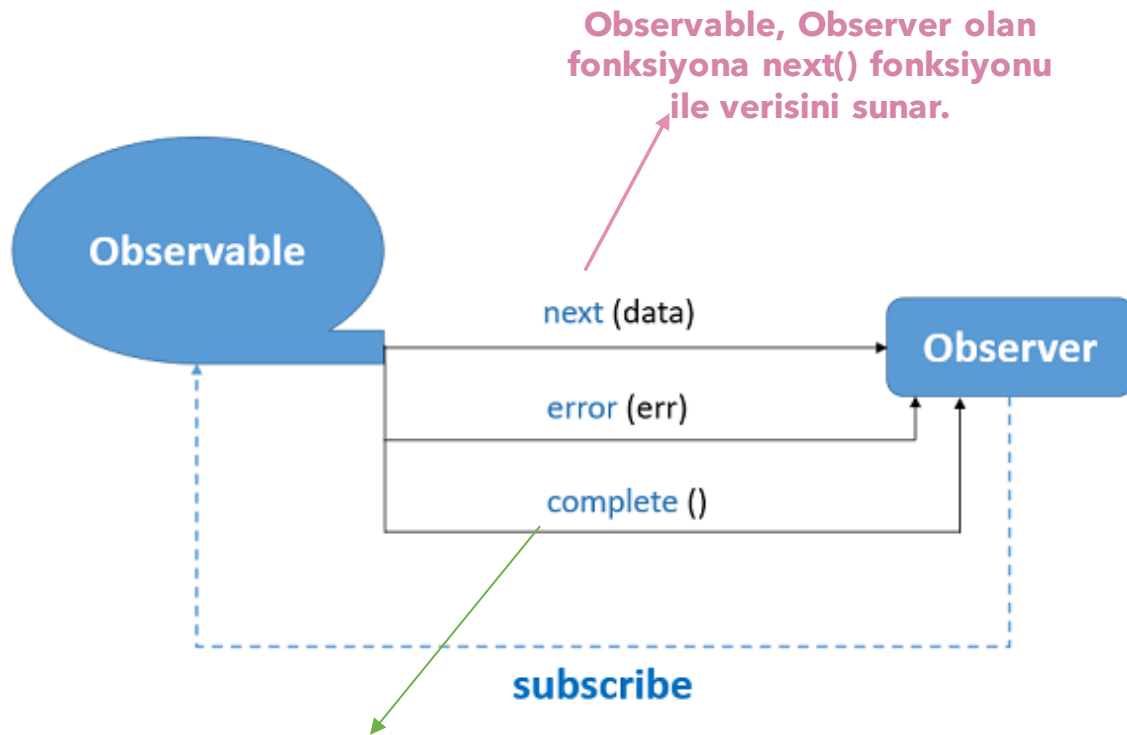 Observable, Observer olan
fonksiyona next() fonksiyonu
ile verisini sunar.
Observable
next (data)
Observer
error (err)
complete ()
subscribe